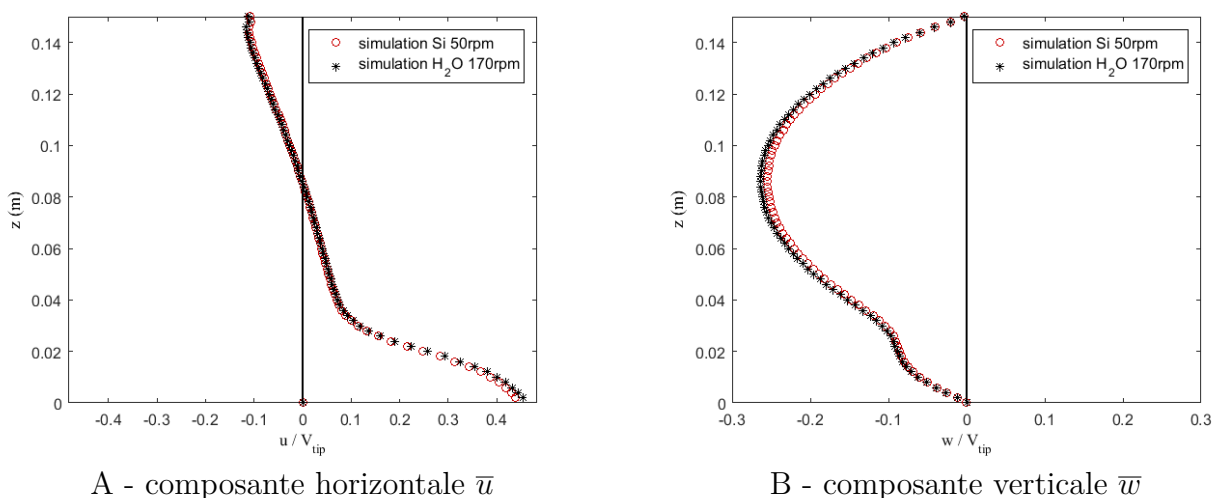 0.14
0.12
0.1
0.08
0.06
0.04
0.02
0
z (m)
-0.4 -0.3 -0.2 -0.1 0 0.1 0.2 0.3 0.4
u / V_tip
simulation Si 50rpm
simulation H₂O 170rpm
A - composante horizontale u̅
0.14
0.12
0.1
0.08
0.06
0.04
0.02
0
z (m)
-0.3 -0.2 -0.1 0 0.1 0.2 0.3
w / V_tip
simulation Si 50rpm
simulation H₂O 170rpm
B - composante verticale w̅